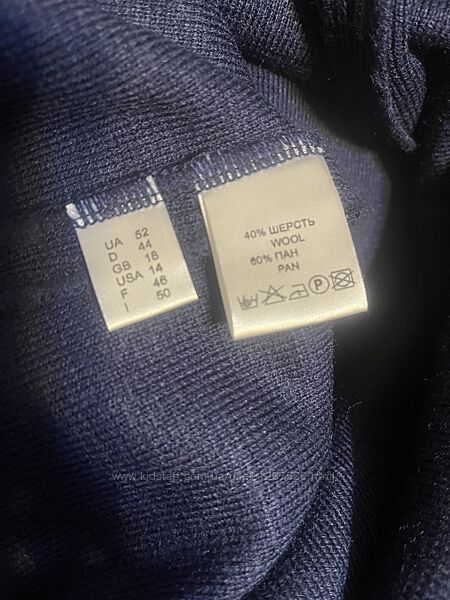 UA 52
D 44
GB 18
USA 14
F 46
I 50
40% ШЕРСТЬ
WOOL
60% ПАН
PAN
P